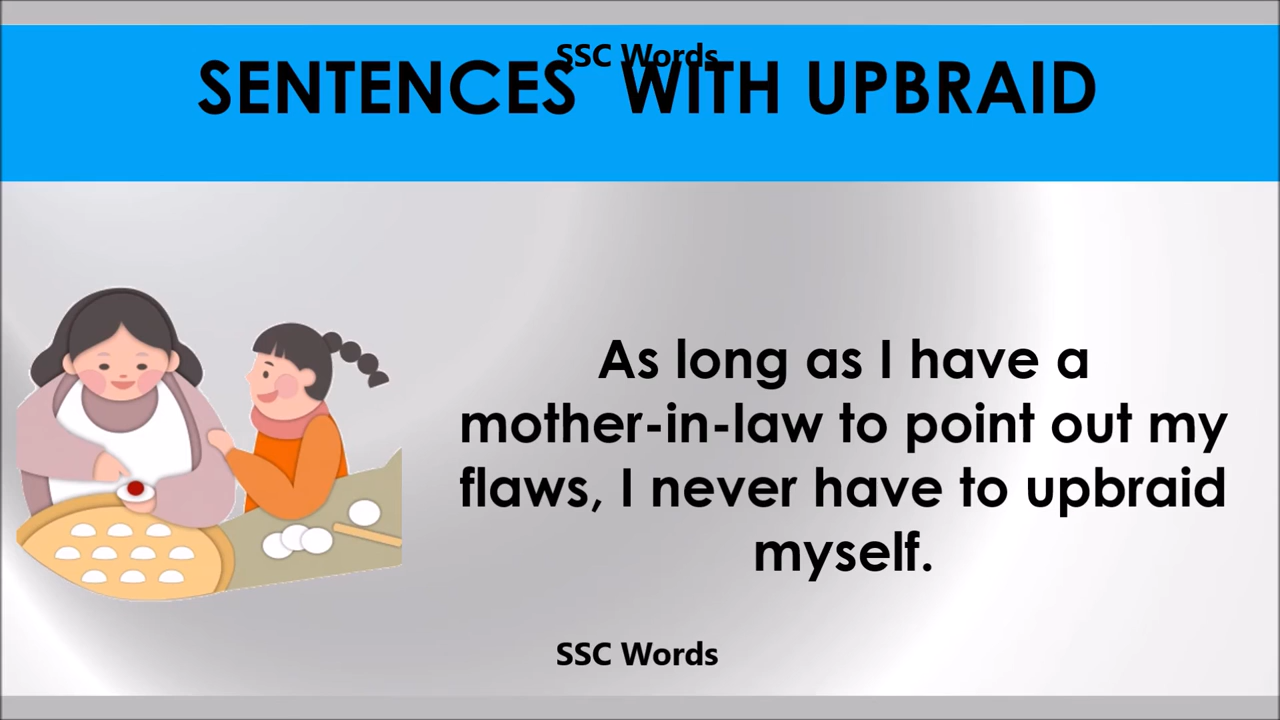 SSC Words
SENTENCES WITH UPBRAID
As long as I have a
mother-in-law to point out my
flaws, I never have to upbraid
myself.
SSC Words